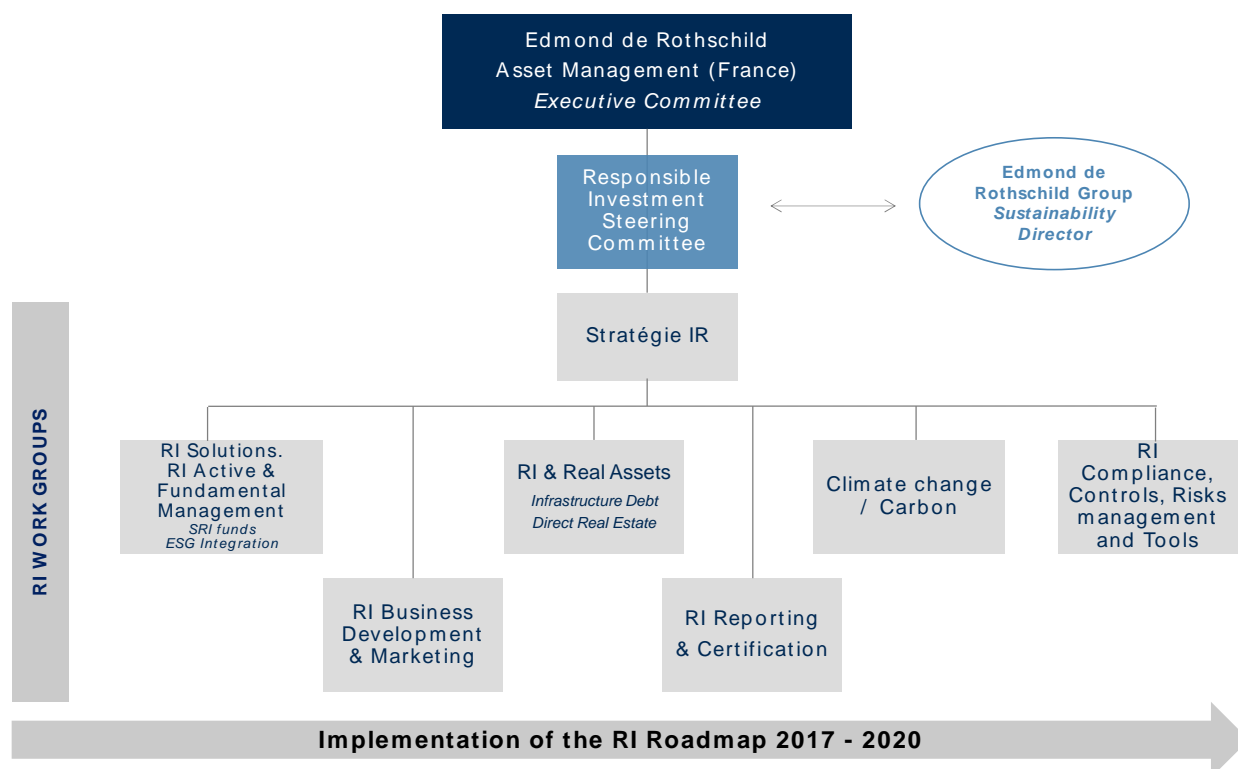 Edmond de Rothschild
Asset Management (France)
Executive Committee
Responsible
Investment
Steering
Committee
Edmond de
Rothschild Group
Sustainability
Director
Stratégie IR
RI WORK GROUPS
RI Solutions.
RI Active &
Fundamental
Management
SRI funds
ESG Integration
RI & Real Assets
Infrastructure Debt
Direct Real Estate
Climate change
/ Carbon
RI
Compliance,
Controls, Risks
management
and Tools
RI Business
Development
& Marketing
RI Reporting
& Certification
Implementation of the RI Roadmap 2017 - 2020